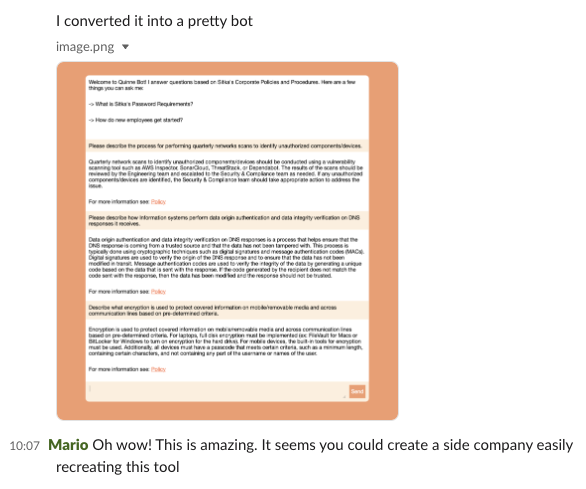 I converted it into a pretty bot
image.png
Welcome to Quinne Bot! I answer questions based on Sitka's Corporate Policies and Procedures. Here are a few
things you can ask me:
-> What is Sitka's Password Requirements?
-> How do new employees get started?
Please describe the process for performing quarterly networks scans to identify unauthorized components/devices.
Quarterly network scans to identify unauthorized components/devices should be conducted using a vulnerability
scanning tool such as AWS Inspector, SonarCloud, ThreatStack, or Dependabot. The results of the scans should be
reviewed by the Engineering team and escalated to the Security & Compliance team as needed. If any unauthorized
components/devices are identified, the Security & Compliance team should take appropriate action to address the
issue.
For more information see: Policy
Please describe how information systems perform data origin authentication and data integrity verification on DNS
responses it receives.
Data origin authentication and data integrity verification on DNS responses is a process that helps ensure that the
DNS response is coming from a trusted source and that the data has not been tampered with. This process is
typically done using cryptographic techniques such as digital signatures and message authentication codes (MACs).
Digital signatures are used to verify the origin of the DNS response and to ensure that the data has not been
modified in transit. Message authentication codes are used to verify the integrity of the data by generating a unique
code based on the data that is sent with the response. If the code generated by the recipient does not match the
code sent with the response, then the data has been modified and the response should not be trusted.
For more information see: Policy
Describe what encryption is used to protect covered information on mobile/removable media and across
communication lines based on pre-determined criteria.
Encryption is used to protect covered information on mobile/removable media and across communication lines
based on pre-determined criteria. For laptops, full disk encryption must be implemented (ex: FileVault for Macs or
BitLocker for Windows to turn on encryption for the hard drive. For mobile devices, the built-in tools for encryption
must be used. Additionally, all devices must have a passcode that meets certain criteria, such as a minimum length,
containing certain characters, and not containing any part of the username or names of the user.
For more information see: Policy
Send
10:07 Mario Oh wow! This is amazing. It seems you could create a side company easily
recreating this tool